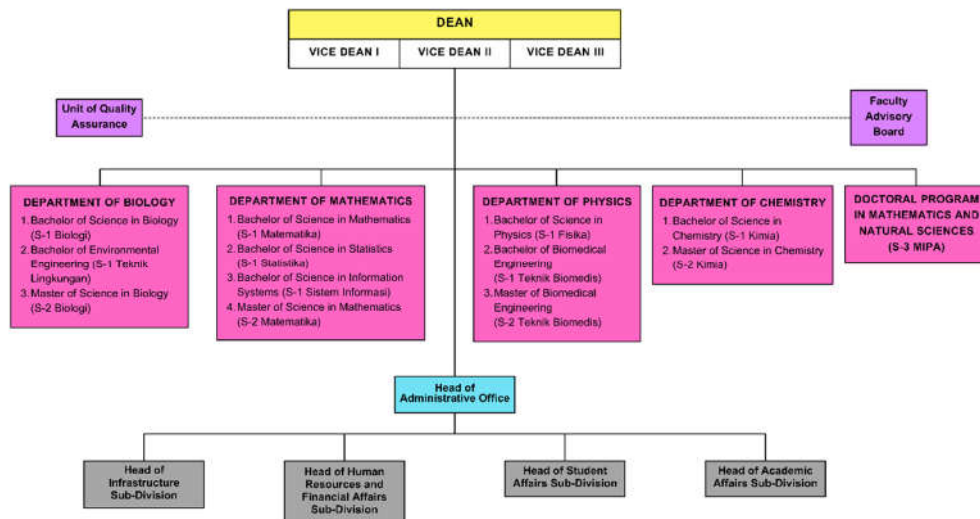 DEAN
VICE DEAN I
VICE DEAN II
VICE DEAN III
Unit of Quality
Assurance
Faculty
Advisory
Board
DEPARTMENT OF BIOLOGY
1. Bachelor of Science in Biology
(S-1 Biologi)
2. Bachelor of Environmental
Engineering (S-1 Teknik
Lingkungan)
3. Master of Science in Biology
(S-2 Biologi)
DEPARTMENT OF MATHEMATICS
1. Bachelor of Science in Mathematics
(S-1 Matematika)
2. Bachelor of Science in Statistics
(S-1 Statistika)
3. Bachelor of Science in Information
Systems (S-1 Sistem Informasi)
4. Master of Science in Mathematics
(S-2 Matematika)
DEPARTMENT OF PHYSICS
1. Bachelor of Science in
Physics (S-1 Fisika)
2. Bachelor of Biomedical
Engineering
(S-1 Teknik Biomedis)
3. Master of Biomedical
Engineering
(S-2 Teknik Biomedis)
DEPARTMENT OF CHEMISTRY
1. Bachelor of Science in
Chemistry (S-1 Kimia)
2. Master of Science in Chemistry
(S-2 Kimia)
DOCTORAL PROGRAM
IN MATHEMATICS AND
NATURAL SCIENCES
(S-3 MIPA)
Head of
Administrative Office
Head of
Infrastructure
Sub-Division
Head of Human
Resources and
Financial Affairs
Sub-Division
Head of Student
Affairs Sub-Division
Head of Academic
Affairs Sub-Division